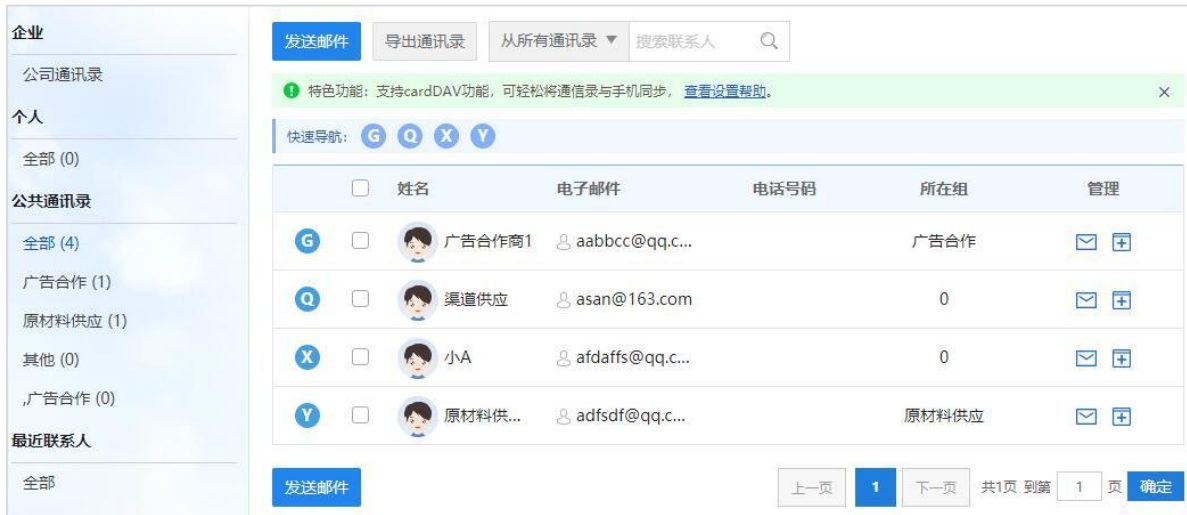 企业
公司通讯录
个人
全部 (0)
公共通讯录
全部 (4)
广告合作 (1)
原材料供应 (1)
其他 (0)
,广告合作 (0)
最近联系人
全部
发送邮件 导出通讯录 从所有通讯录 ▼ 搜索联系人
特色功能：支持cardDAV功能，可轻松将通信录与手机同步， 查看设置帮助。 ×
快速导航： G Q X Y
姓名 电子邮件 电话号码 所在组 管理
G 广告合作商1 aabbcc@qq.c... 广告合作
Q 渠道供应 asan@163.com 0
X 小A afdaffs@qq.c... 0
Y 原材料供... adfsdf@qq.c... 原材料供应
发送邮件 上一页 1 下一页 共1页 到第 1 页 确定